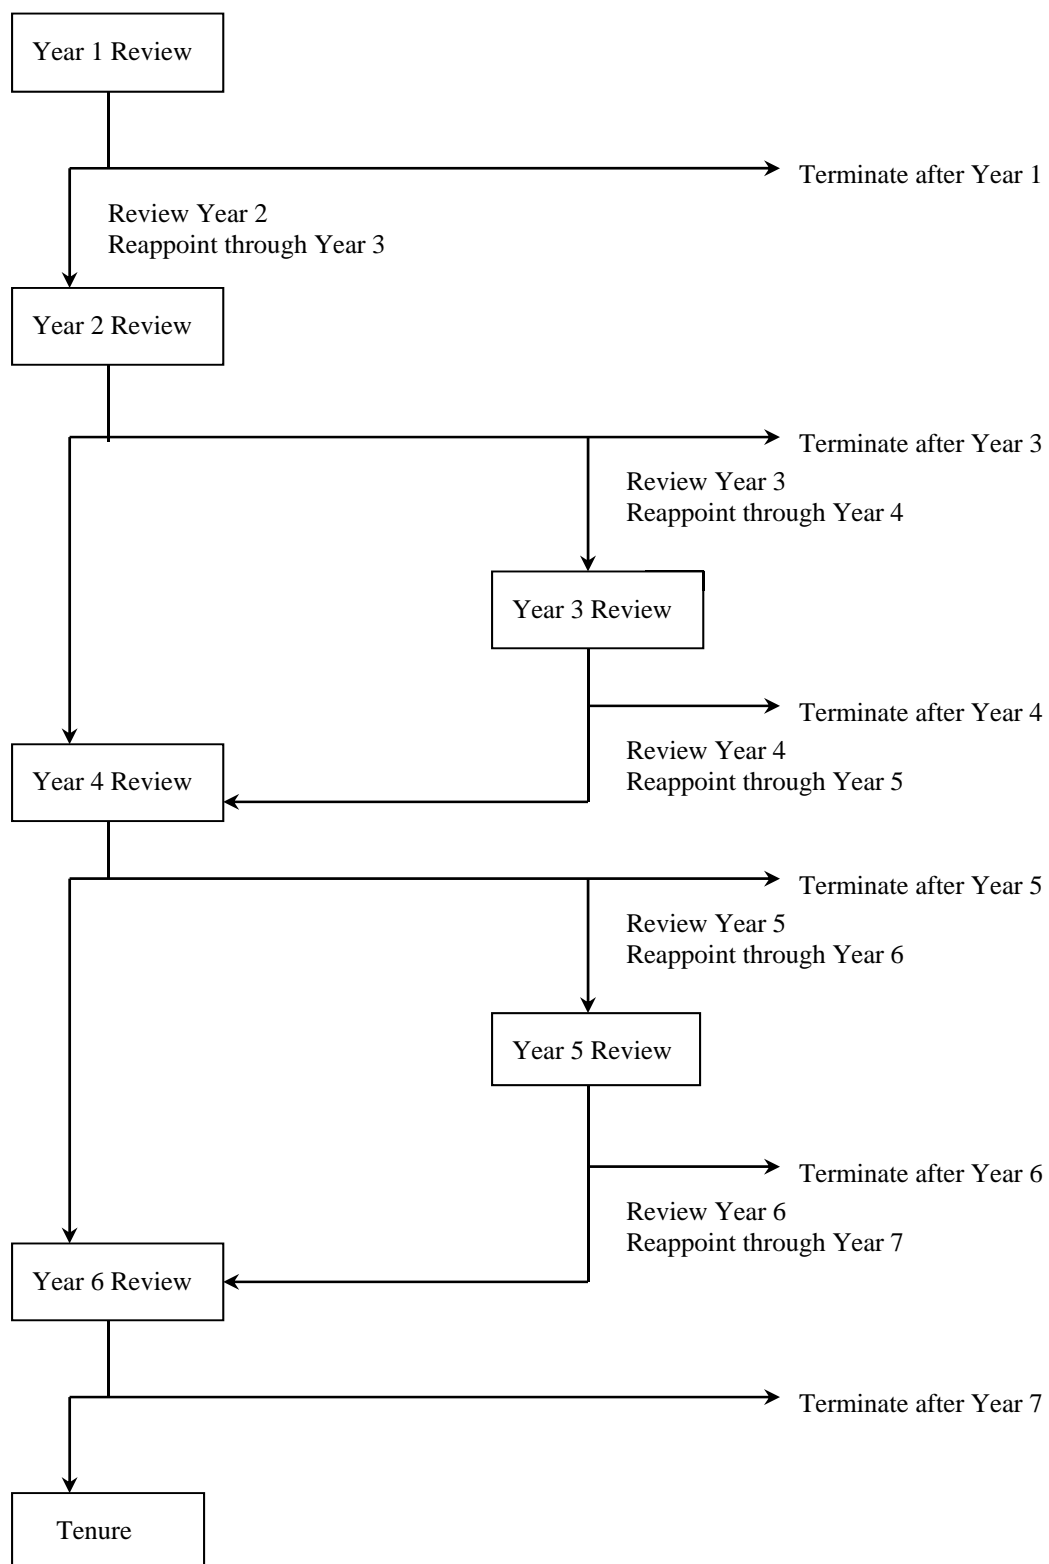 Year 1 Review
Terminate after Year 1
Review Year 2
Reappoint through Year 3
Year 2 Review
Terminate after Year 3
Review Year 3
Reappoint through Year 4
Year 3 Review
Terminate after Year 4
Review Year 4
Reappoint through Year 5
Year 4 Review
Terminate after Year 5
Review Year 5
Reappoint through Year 6
Year 5 Review
Terminate after Year 6
Review Year 6
Reappoint through Year 7
Year 6 Review
Terminate after Year 7
Tenure